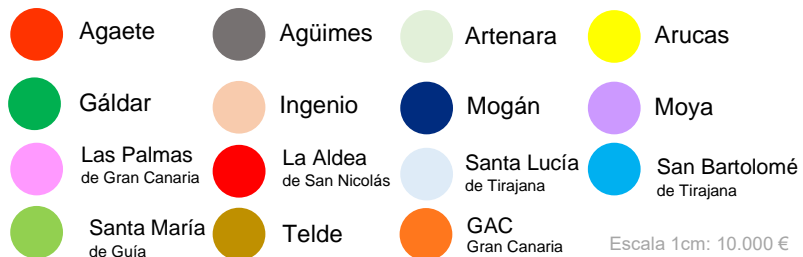 Agaete
Agüimes
Artenara
Arucas
Gáldar
Ingenio
Mogán
Moya
Las Palmas
de Gran Canaria
La Aldea
de San Nicolás
Santa Lucía
de Tirajana
San Bartolomé
de Tirajana
Santa María
de Guía
Telde
GAC
Gran Canaria
Escala 1cm: 10.000 €